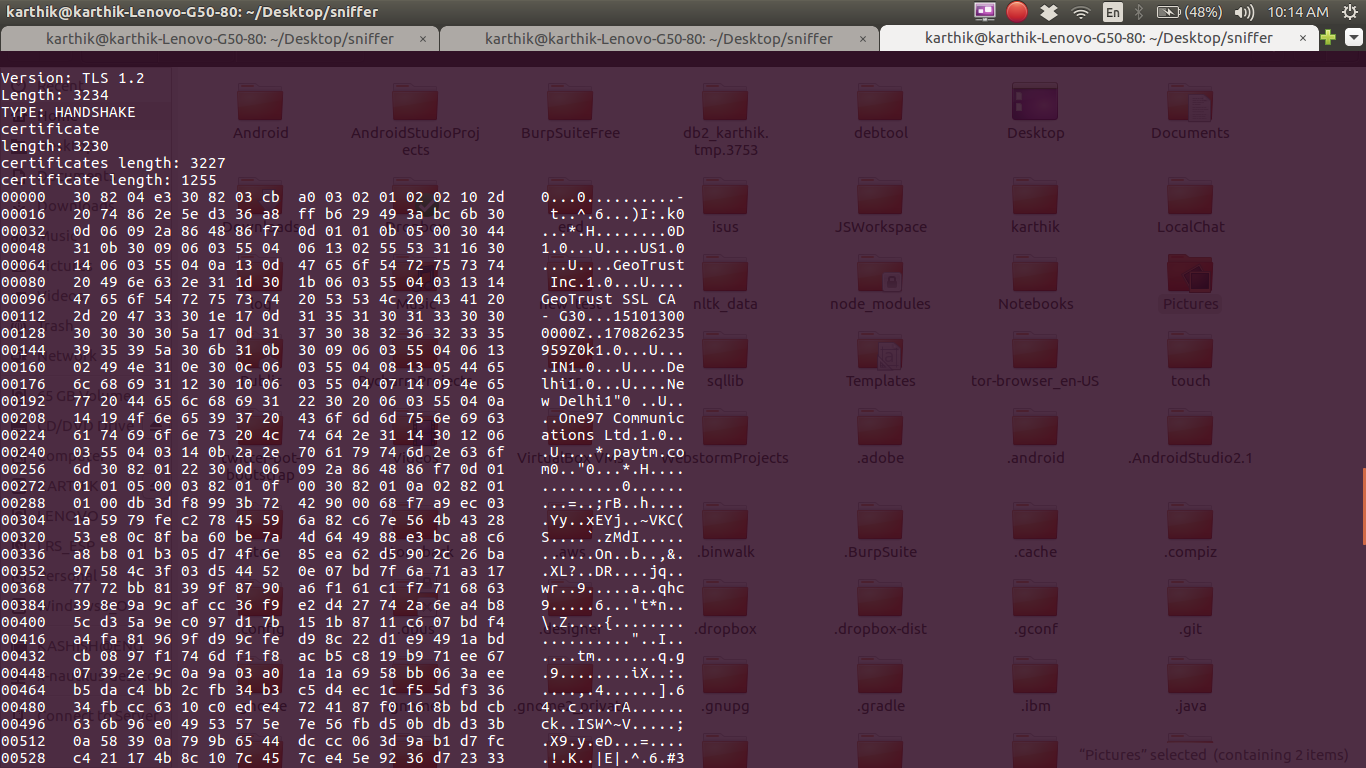 karthik@karthik-Lenovo-G50-80: ~/Desktop/sniffer
En
(48%)
10:14 AM
karthik@karthik-Lenovo-G50-80: ~/Desktop/sniffer ×
karthik@karthik-Lenovo-G50-80: ~/Desktop/sniffer ×
karthik@karthik-Lenovo-G50-80: ~/Desktop/sniffer ×
Version: TLS 1.2
Length: 3234
TYPE: HANDSHAKE
certificate
length: 3230
certificates length: 3227
certificate length: 1255
00000 30 82 04 e3 30 82 03 cb a0 03 02 01 02 02 10 2d 0...0..........-
00016 20 74 86 2e 5e d3 36 a8 ff b6 29 49 3a bc 6b 30  t..^.6...)I:.k0
00032 0d 06 09 2a 86 48 86 f7 0d 01 01 0b 05 00 30 44 ...*.H........0D
00048 31 0b 30 09 06 03 55 04 06 13 02 55 53 31 16 30 1.0...U....US1.0
00064 14 06 03 55 04 0a 13 0d 47 65 6f 54 72 75 73 74 ...U....GeoTrust
00080 20 49 6e 63 2e 31 1d 30 1b 06 03 55 04 03 13 14  Inc.1.0...U....
00096 47 65 6f 54 72 75 73 74 20 53 53 4c 20 43 41 20 GeoTrust SSL CA
00112 2d 20 47 33 30 1e 17 0d 31 35 31 30 31 33 30 30 - G30...15101300
00128 30 30 30 30 5a 17 0d 31 37 30 38 32 36 32 33 35 0000Z..170826235
00144 39 35 39 5a 30 6b 31 0b 30 09 06 03 55 04 06 13 959Z0k1.0...U...
00160 02 49 4e 31 0e 30 0c 06 03 55 04 08 13 05 44 65 .IN1.0...U....De
00176 6c 68 69 31 12 30 10 06 03 55 04 07 14 09 4e 65 lhi1.0...U....Ne
00192 77 20 44 65 6c 68 69 31 22 30 20 06 03 55 04 0a w Delhi1"0 ..U..
00208 14 19 4f 6e 65 39 37 20 43 6f 6d 6d 75 6e 69 63 ..One97 Communic
00224 61 74 69 6f 6e 73 20 4c 74 64 2e 31 14 30 12 06 ations Ltd.1.0..
00240 03 55 04 03 14 0b 2a 2e 70 61 79 74 6d 2e 63 6f .U....*.paytm.co
00256 6d 30 82 01 22 30 0d 06 09 2a 86 48 86 f7 0d 01 m0.."0...*.H....
00272 01 01 05 00 03 82 01 0f 00 30 82 01 0a 02 82 01 .........0......
00288 01 00 db 3d f8 99 3b 72 42 90 00 68 f7 a9 ec 03 ...=..;rB..h....
00304 1a 59 79 fe c2 78 45 59 6a 82 c6 7e 56 4b 43 28 .Yy..xEYj..~VKC(
00320 53 e8 0c 8f ba 60 be 7a 4d 64 49 88 e3 bc a8 c6 S....`.zMdI.....
00336 a8 b8 01 b3 05 d7 4f 6e 85 ea 62 d5 90 2c 26 ba ......On..b..,&.
00352 97 58 4c 3f 03 d5 44 52 0e 07 bd 7f 6a 71 a3 17 .XL?..DR....jq..
00368 77 72 bb 81 39 9f 87 90 a6 f1 61 c1 f7 71 68 63 wr..9.....a..qhc
00384 39 8e 9a 9c af cc 36 f9 e2 d4 27 74 2a 6e a4 b8 9.....6...'t*n..
00400 5c d3 5a 9e c0 97 d1 7b 15 1b 87 11 c6 07 bd f4 \.Z....{........
00416 a4 fa 81 96 9f d9 9c fe d9 8c 22 d1 e9 49 1a bd .........."..I..
00432 cb 08 97 f1 74 6d f1 f8 ac b5 c8 19 b9 71 ee 67 ....tm.......q.g
00448 07 39 2e 9c 0a 9a 03 a0 1a 1a 69 58 bb 06 3a ee .9........iX..:.
00464 b5 da c4 bb 2c fb 34 b3 c5 d4 ec 1c f5 5d f3 36 ....,.4......].6
00480 34 fb cc 63 10 c0 ed e4 72 41 87 f0 16 8b bd cb 4..c....rA......
00496 63 6b 96 e0 49 53 57 5e 7e 56 fb d5 0b db d3 3b ck..ISW^~V.....;
00512 0a 58 39 0a 79 9b 65 44 dc cc 06 3d 9a b1 d7 fc .X9.y.eD...=....
00528 c4 21 17 4b 8c 10 7c 45 7c e4 5e 92 36 d7 23 33 .!.K..|E|.^.6.#3
Android
AndroidStudioProj
ects
BurpSuiteFree
db2_karthik.
tmp.3753
debtool
Desktop
Documents
isus
JSWorkspace
karthik
LocalChat
nltk_data
node_modules
Notebooks
Pictures
sqllib
Templates
tor-browser_en-US
touch
VirtualBox VMs
WebstormProjects
.adobe
.android
.AndroidStudio2.1
.aws
.binwalk
.BurpSuite
.cache
.compiz
.config
.designer
.dropbox
.dropbox-dist
.gconf
.git
.gnome2_private
.gnupg
.gradle
.ibm
.java
"Pictures" selected (containing 2 items)